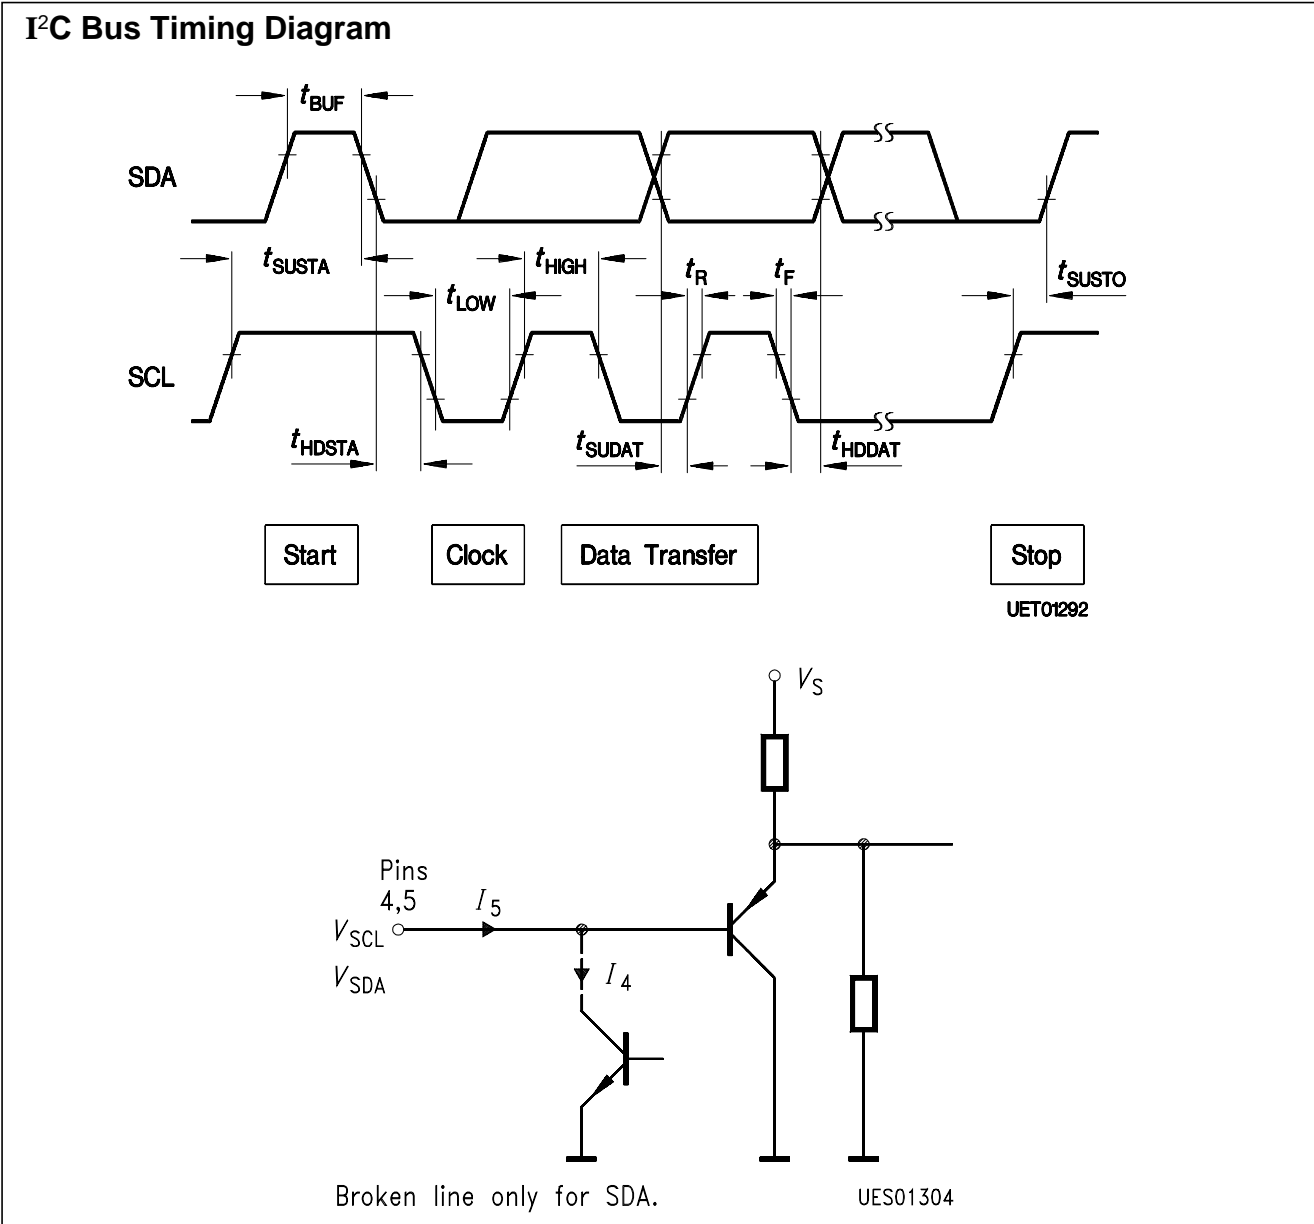 I²C Bus Timing Diagram
tBUF
SDA
tSUSTA
tHIGH
tLOW
tR
tF
tSUSTO
SCL
tHDSTA
tSUDAT
tHDDAT
Start
Clock
Data Transfer
Stop
UET01292
VS
Pins
4,5
I5
VSCL
VSDA
I4
Broken line only for SDA.
UES01304